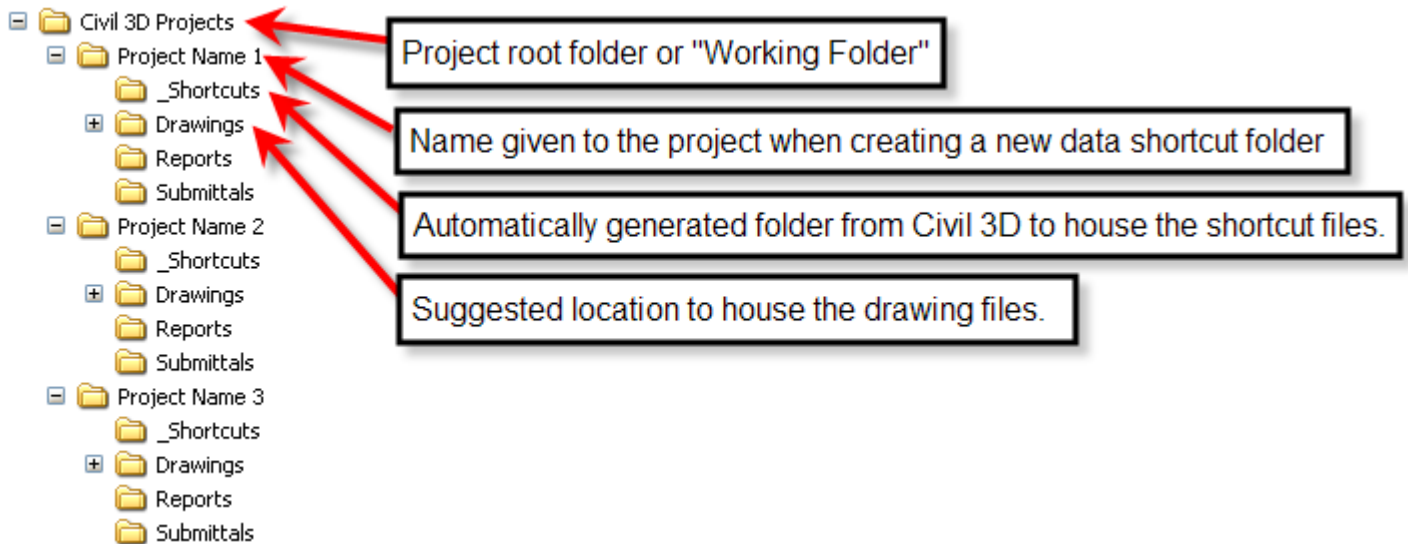 Civil 3D Projects
Project root folder or "Working Folder"
Project Name 1
_Shortcuts
Drawings
Name given to the project when creating a new data shortcut folder
Reports
Submittals
Automatically generated folder from Civil 3D to house the shortcut files.
Project Name 2
_Shortcuts
Drawings
Suggested location to house the drawing files.
Reports
Submittals
Project Name 3
_Shortcuts
Drawings
Reports
Submittals